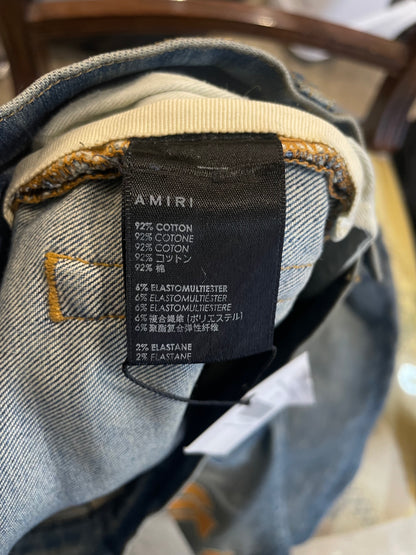 AMIRI
92% COTTON
92% COTONE
92% COTON
92% コットン
92% 棉
6% ELASTOMULTIESTER
6% ELASTOMULTIESTER
6% ELASTOMULTIESTERE
6% 複合繊維 (ポリエステル)
6% 聚酯复合弹性纤维
2% ELASTANE
2% ELASTANE